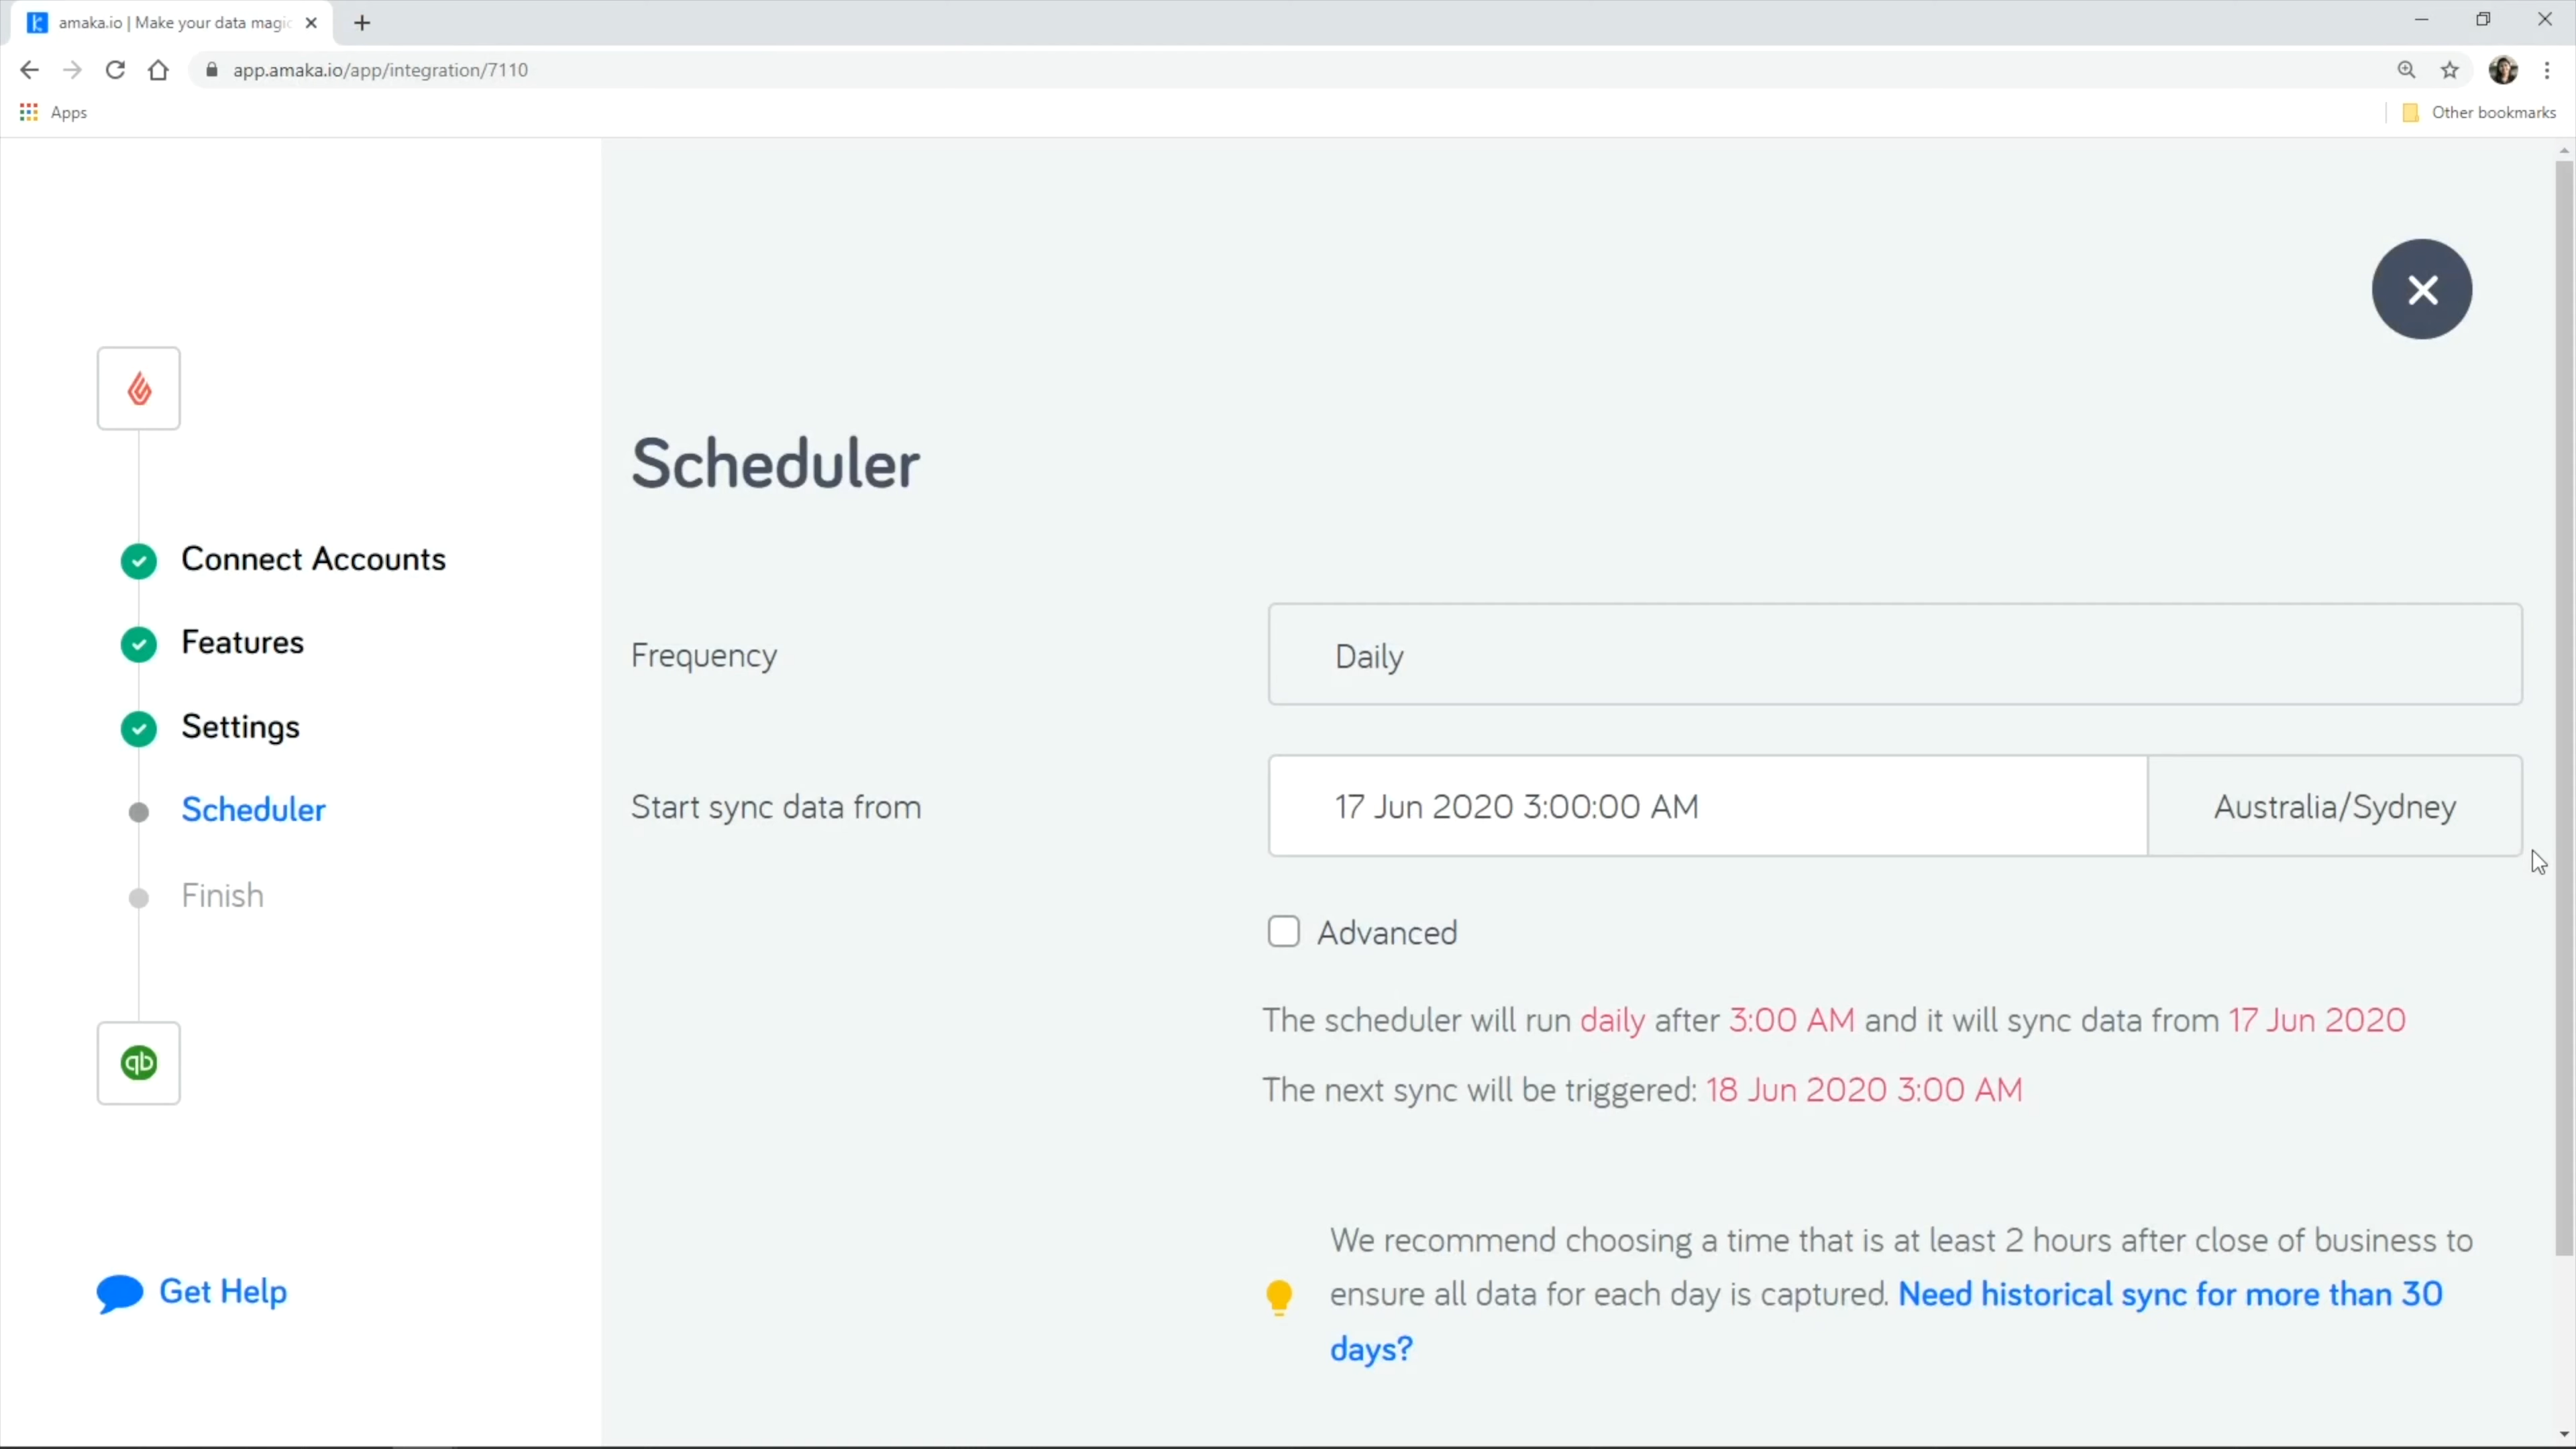 amaka.io | Make your data magic
app.amaka.io/app/integration/7110
Apps
Other bookmarks
Scheduler
Connect Accounts
Features
Settings
Scheduler
Finish
qb
Get Help
Frequency
Daily
Start sync data from
17 Jun 2020 3:00:00 AM
Australia/Sydney
Advanced
The scheduler will run daily after 3:00 AM and it will sync data from 17 Jun 2020
The next sync will be triggered: 18 Jun 2020 3:00 AM
We recommend choosing a time that is at least 2 hours after close of business to
ensure all data for each day is captured. Need historical sync for more than 30
days?